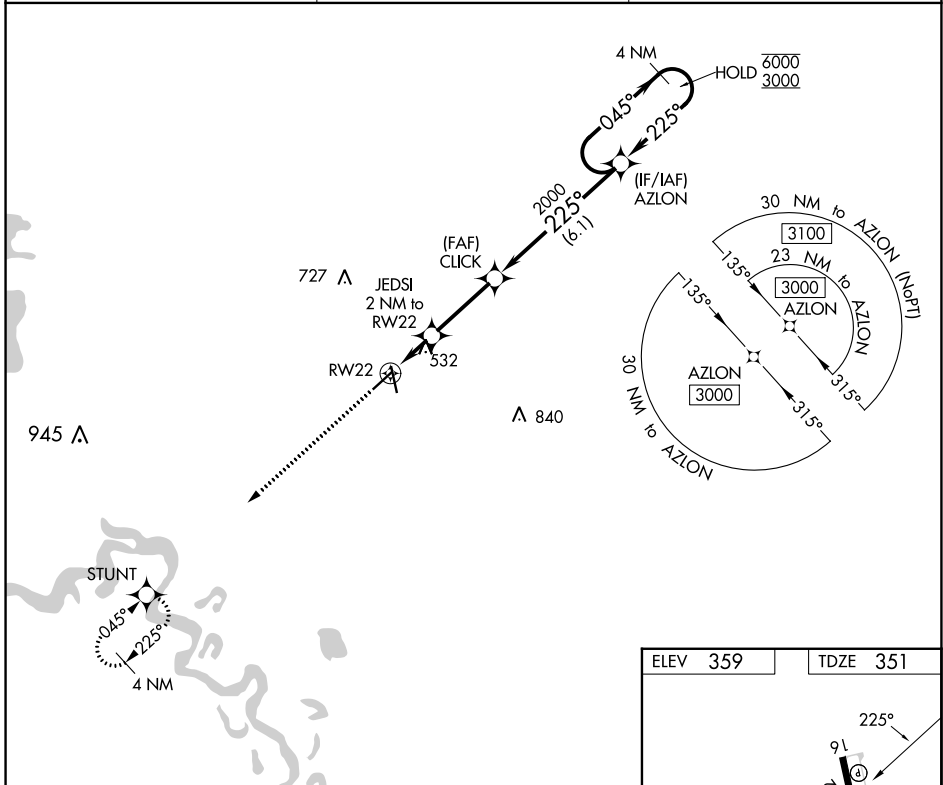 4 NM
HOLD 6000
3000
045°
225°
(IF/IAF)
AZLON
2000
225°
(6.1)
(FAF)
CLICK
727
JEDSI
2 NM to
RW22
RW22
532
840
945
30 NM to AZLON (NoPT)
3100
23 NM to AZLON
3000
AZLON
135°
315°
135°
AZLON
3000
315°
30 NM to AZLON
STUNT
045°
225°
4 NM
ELEV 359
TDZE 351
225°
16
P